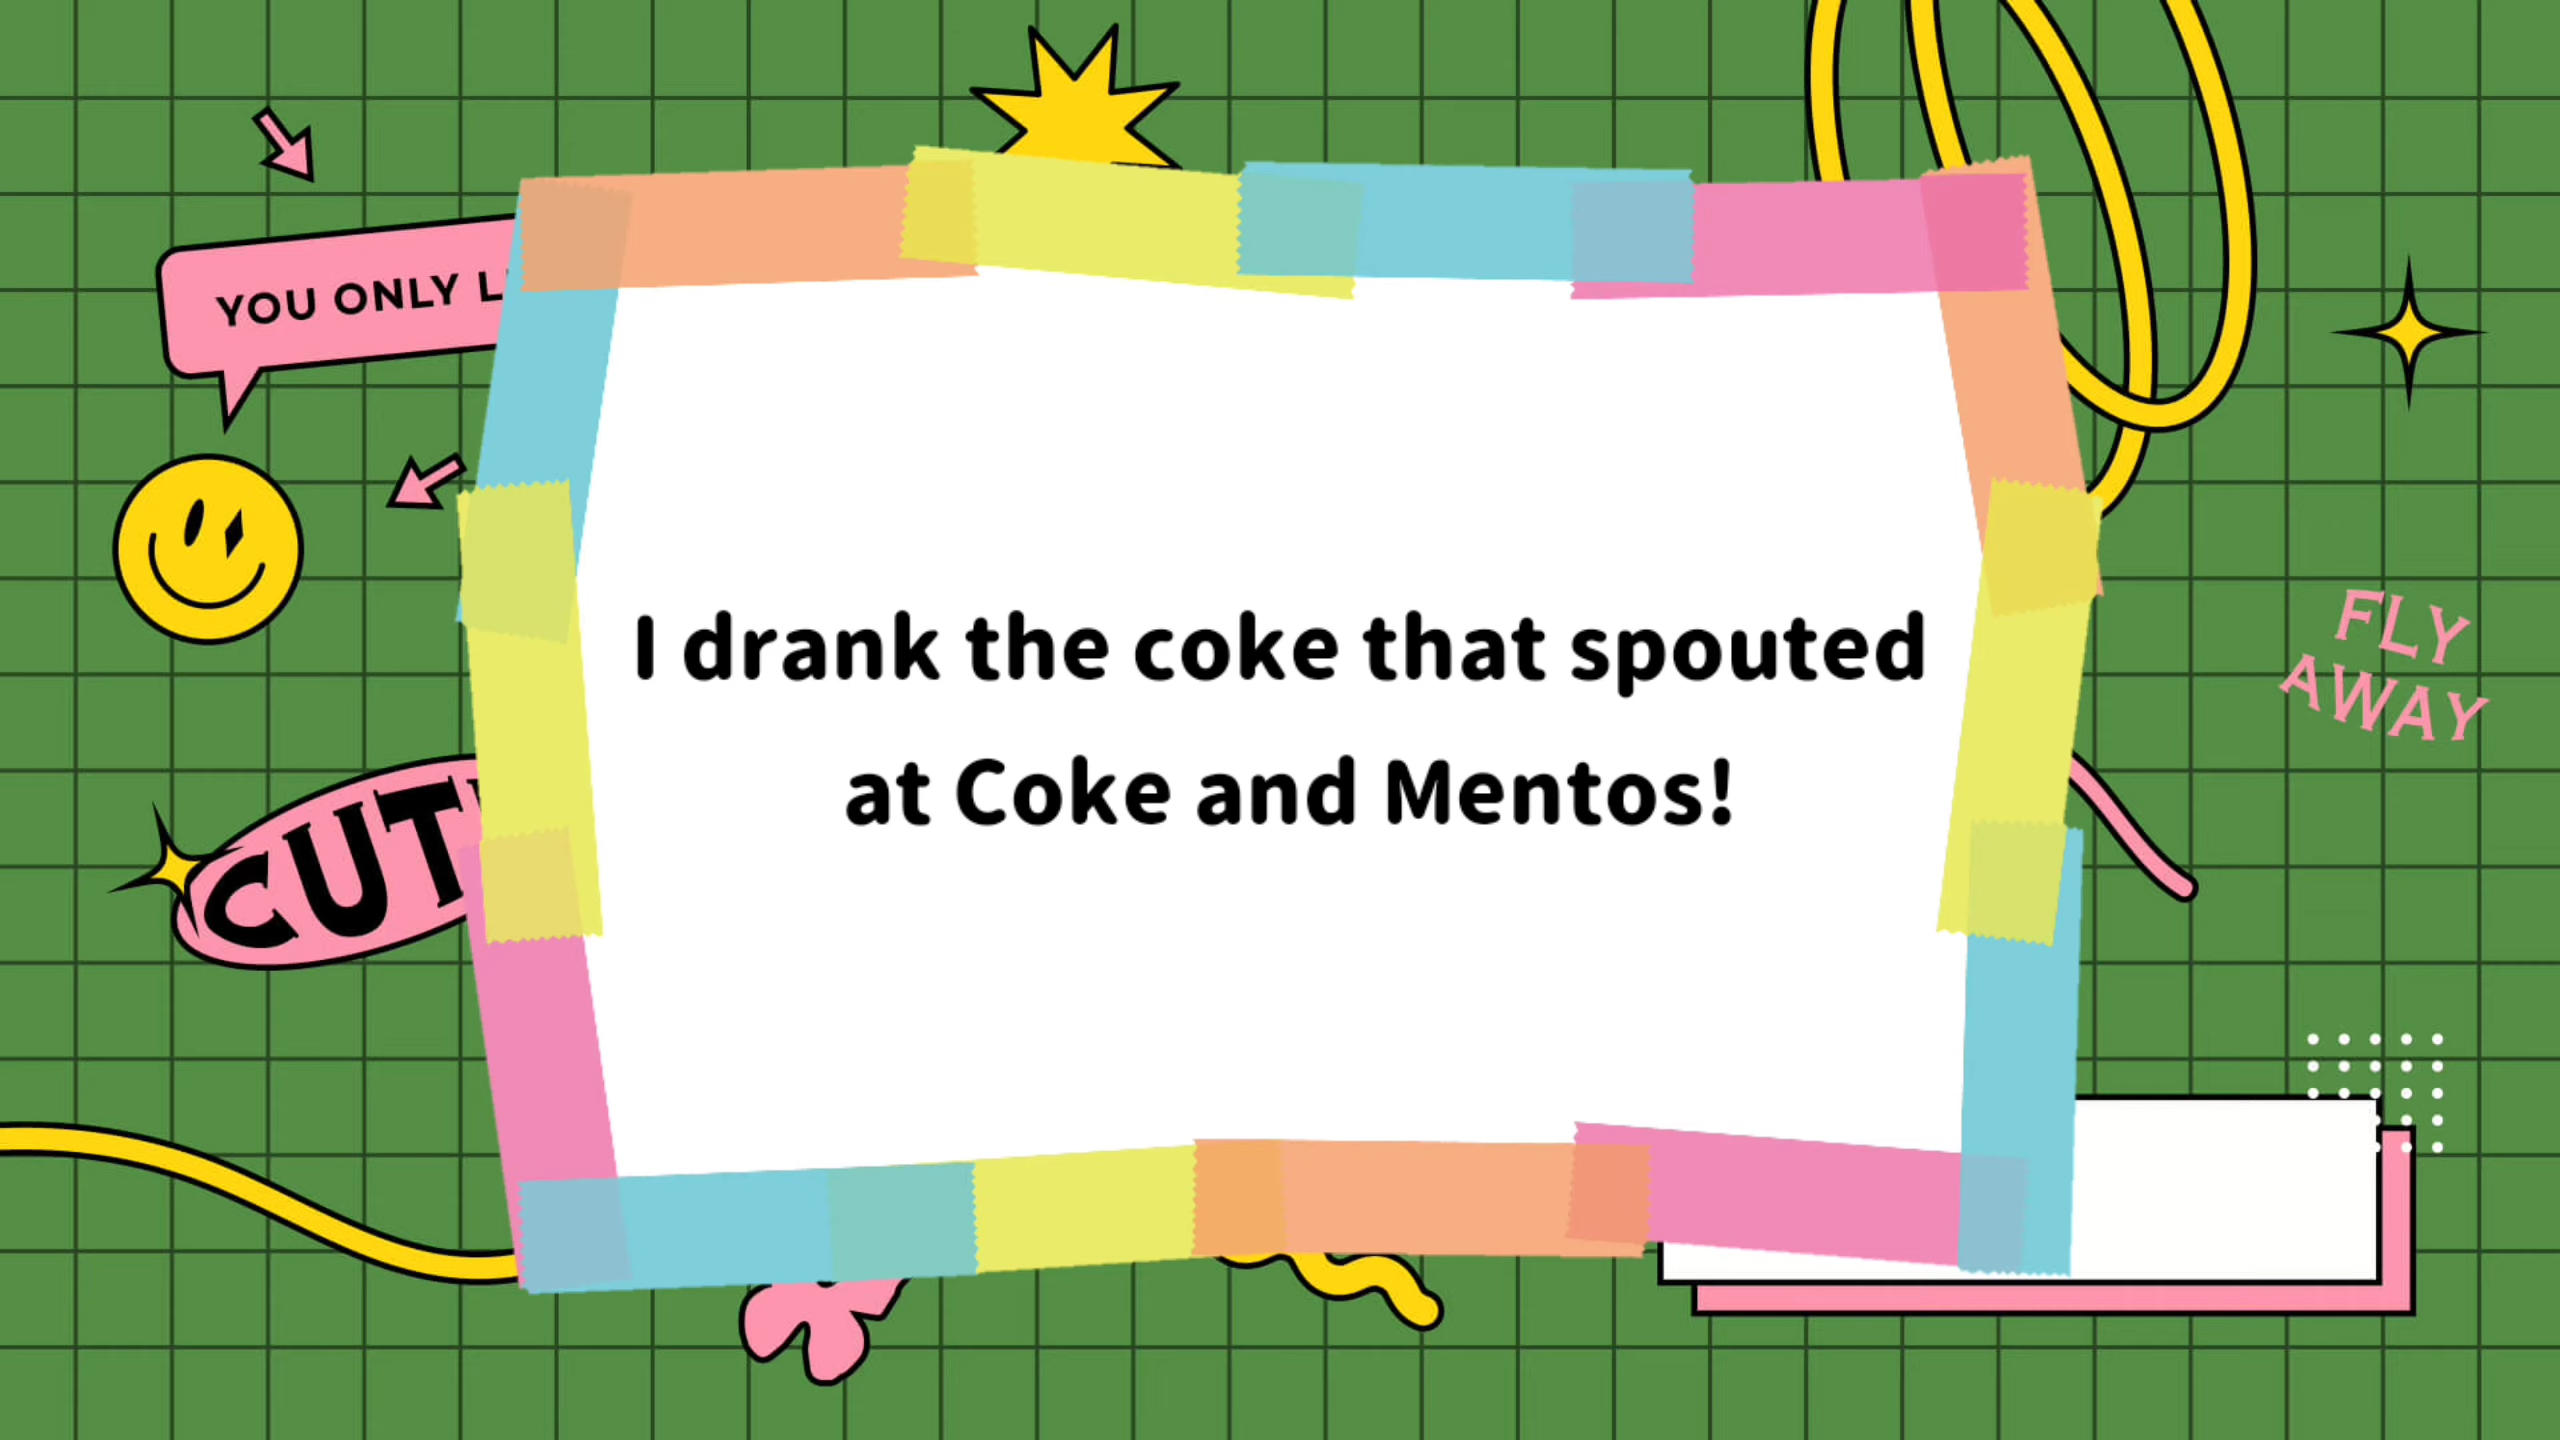 YOU ONLY L
I drank the coke that spouted
at Coke and Mentos!
FLY
AWAY
CUT